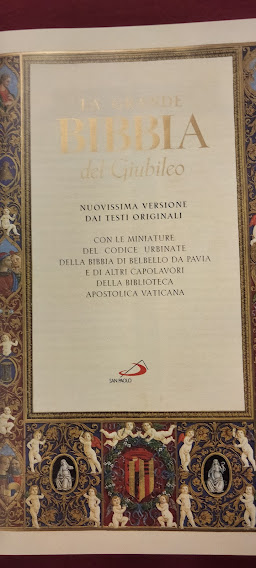 LA GRANDE
BIBBIA
del Giubileo
NUOVISSIMA VERSIONE
DAI TESTI ORIGINALI
CON LE MINIATURE
DEL CODICE URBINATE
DELLA BIBBIA DI BELBELLO DA PAVIA
E DI ALTRI CAPOLAVORI
DELLA BIBLIOTECA
APOSTOLICA VATICANA
SAN PAOLO